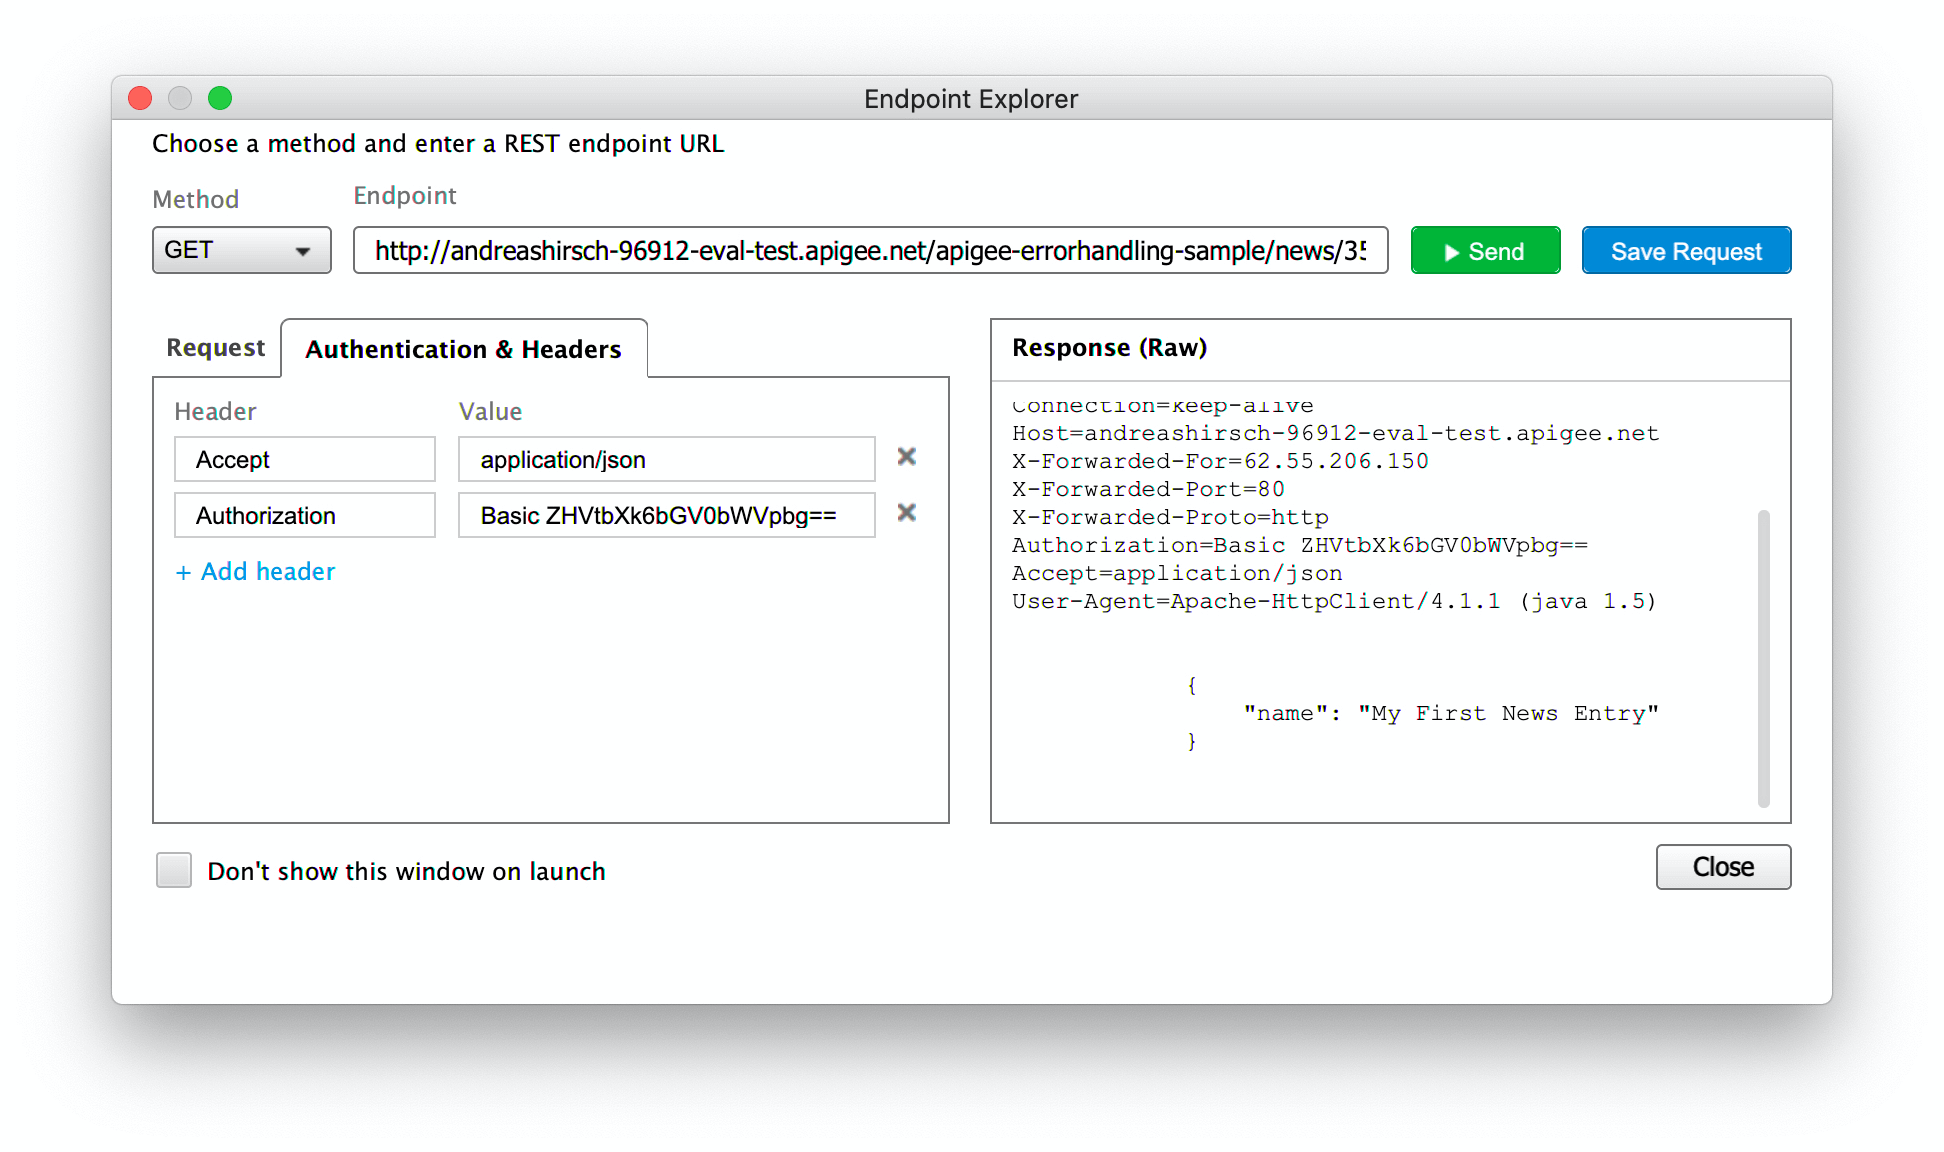 Endpoint Explorer
Choose a method and enter a REST endpoint URL
Method
Endpoint
GET
http://andreashirsch-96912-eval-test.apigee.net/apigee-errorhandling-sample/news/35
Send
Save Request
Request
Authentication & Headers
Header
Value
Accept
application/json
Authorization
Basic ZHVtbXk6bGV0bWVpbg==
+ Add header
Response (Raw)
Connection=keep-alive
Host=andreashirsch-96912-eval-test.apigee.net
X-Forwarded-For=62.55.206.150
X-Forwarded-Port=80
X-Forwarded-Proto=http
Authorization=Basic ZHVtbXk6bGV0bWVpbg==
Accept=application/json
User-Agent=Apache-HttpClient/4.1.1 (java 1.5)
{
"name": "My First News Entry"
}
Don't show this window on launch
Close